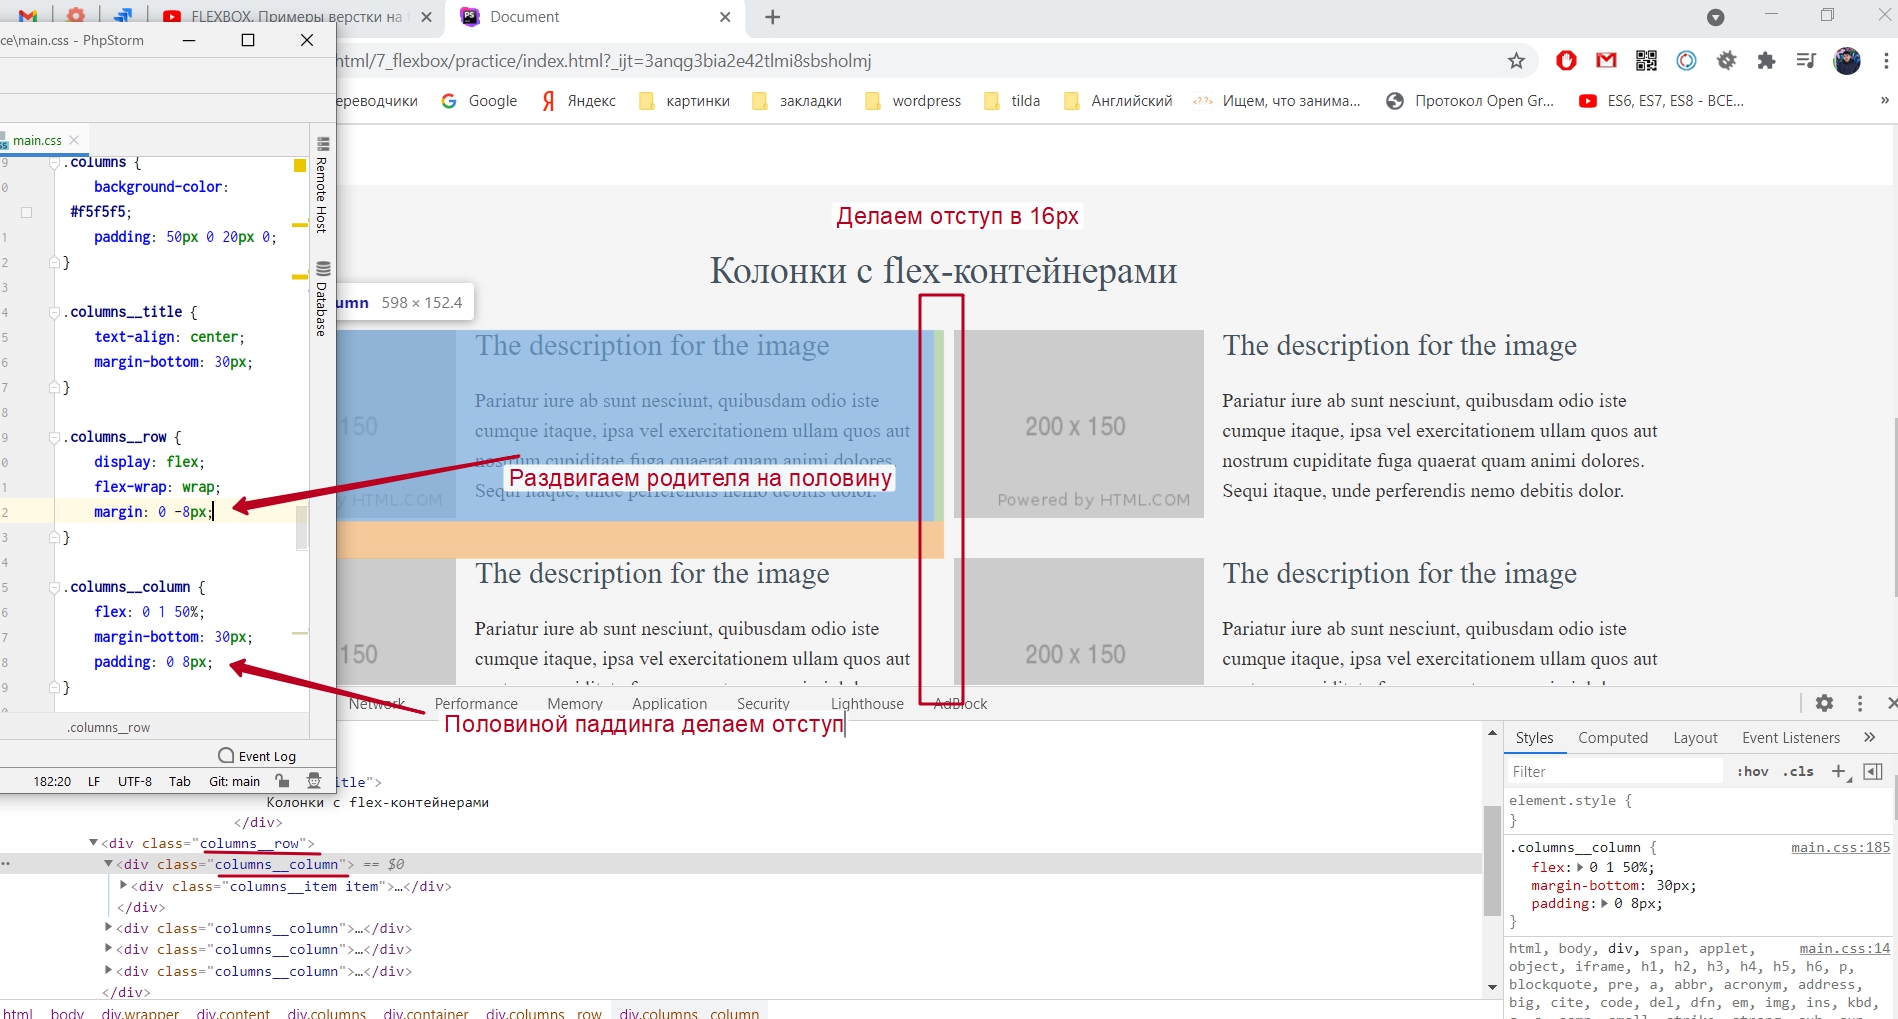 FLEXBOX. Примеры верстки на
Document
ce\main.css - PhpStorm
html/7_flexbox/practice/index.html?_ijt=3anqg3bia2e42tlmi8sbsholmj
ереводчики
Google
Яндекс
картинки
закладки
wordpress
tilda
Английский
Ищем, что занима...
Протокол Open Gr...
ES6, ES7, ES8 - ВСЕ...
»
main.css
Remote Host
Database
.columns {
background-color:
#f5f5f5;
padding: 50px 0 20px 0;
}
.columns__title {
text-align: center;
margin-bottom: 30px;
}
.columns__row {
display: flex;
flex-wrap: wrap;
margin: 0 -8px;
}
.columns__column {
flex: 0 1 50%;
margin-bottom: 30px;
padding: 0 8px;
}
.columns__row
Event Log
182:20 LF UTF-8 Tab Git: main
Делаем отступ в 16px
Колонки с flex-контейнерами
umn 598 × 152.4
The description for the image
Pariatur iure ab sunt nesciunt, quibusdam odio iste
cumque itaque, ipsa vel exercitationem ullam quos aut
nostrum cupiditate fuga quaerat quam animi dolores.
Sequi itaque, unde perferendis nemo debitis dolor.
150
by HTML.COM
Раздвигаем родителя на половину
200 x 150
Powered by HTML.COM
The description for the image
Pariatur iure ab sunt nesciunt, quibusdam odio iste
cumque itaque, ipsa vel exercitationem ullam quos aut
nostrum cupiditate fuga quaerat quam animi dolores.
Sequi itaque, unde perferendis nemo debitis dolor.
150
The description for the image
Pariatur iure ab sunt nesciunt, quibusdam odio iste
cumque itaque, ipsa vel exercitationem ullam quos aut
200 x 150
The description for the image
Pariatur iure ab sunt nesciunt, quibusdam odio iste
cumque itaque, ipsa vel exercitationem ullam quos aut
Network Performance Memory Application Security Lighthouse AdBlock
Половиной паддинга делаем отступ
itle">
Колонки с flex-контейнерами
</div>
<div class="columns__row">
<div class="columns__column"> == $0
<div class="columns__item item">…</div>
</div>
<div class="columns__column">…</div>
<div class="columns__column">…</div>
<div class="columns__column">…</div>
</div>
html body div.wrapper div.content div.columns div.container div.columns__row div.columns__column
Styles Computed Layout Event Listeners »
Filter
:hov .cls +
element.style {
}
.columns__column { main.css:185
flex: 0 1 50%;
margin-bottom: 30px;
padding: 0 8px;
}
html, body, div, span, applet, main.css:14
object, iframe, h1, h2, h3, h4, h5, h6, p,
blockquote, pre, a, abbr, acronym, address,
big, cite, code, del, dfn, em, img, ins, kbd,